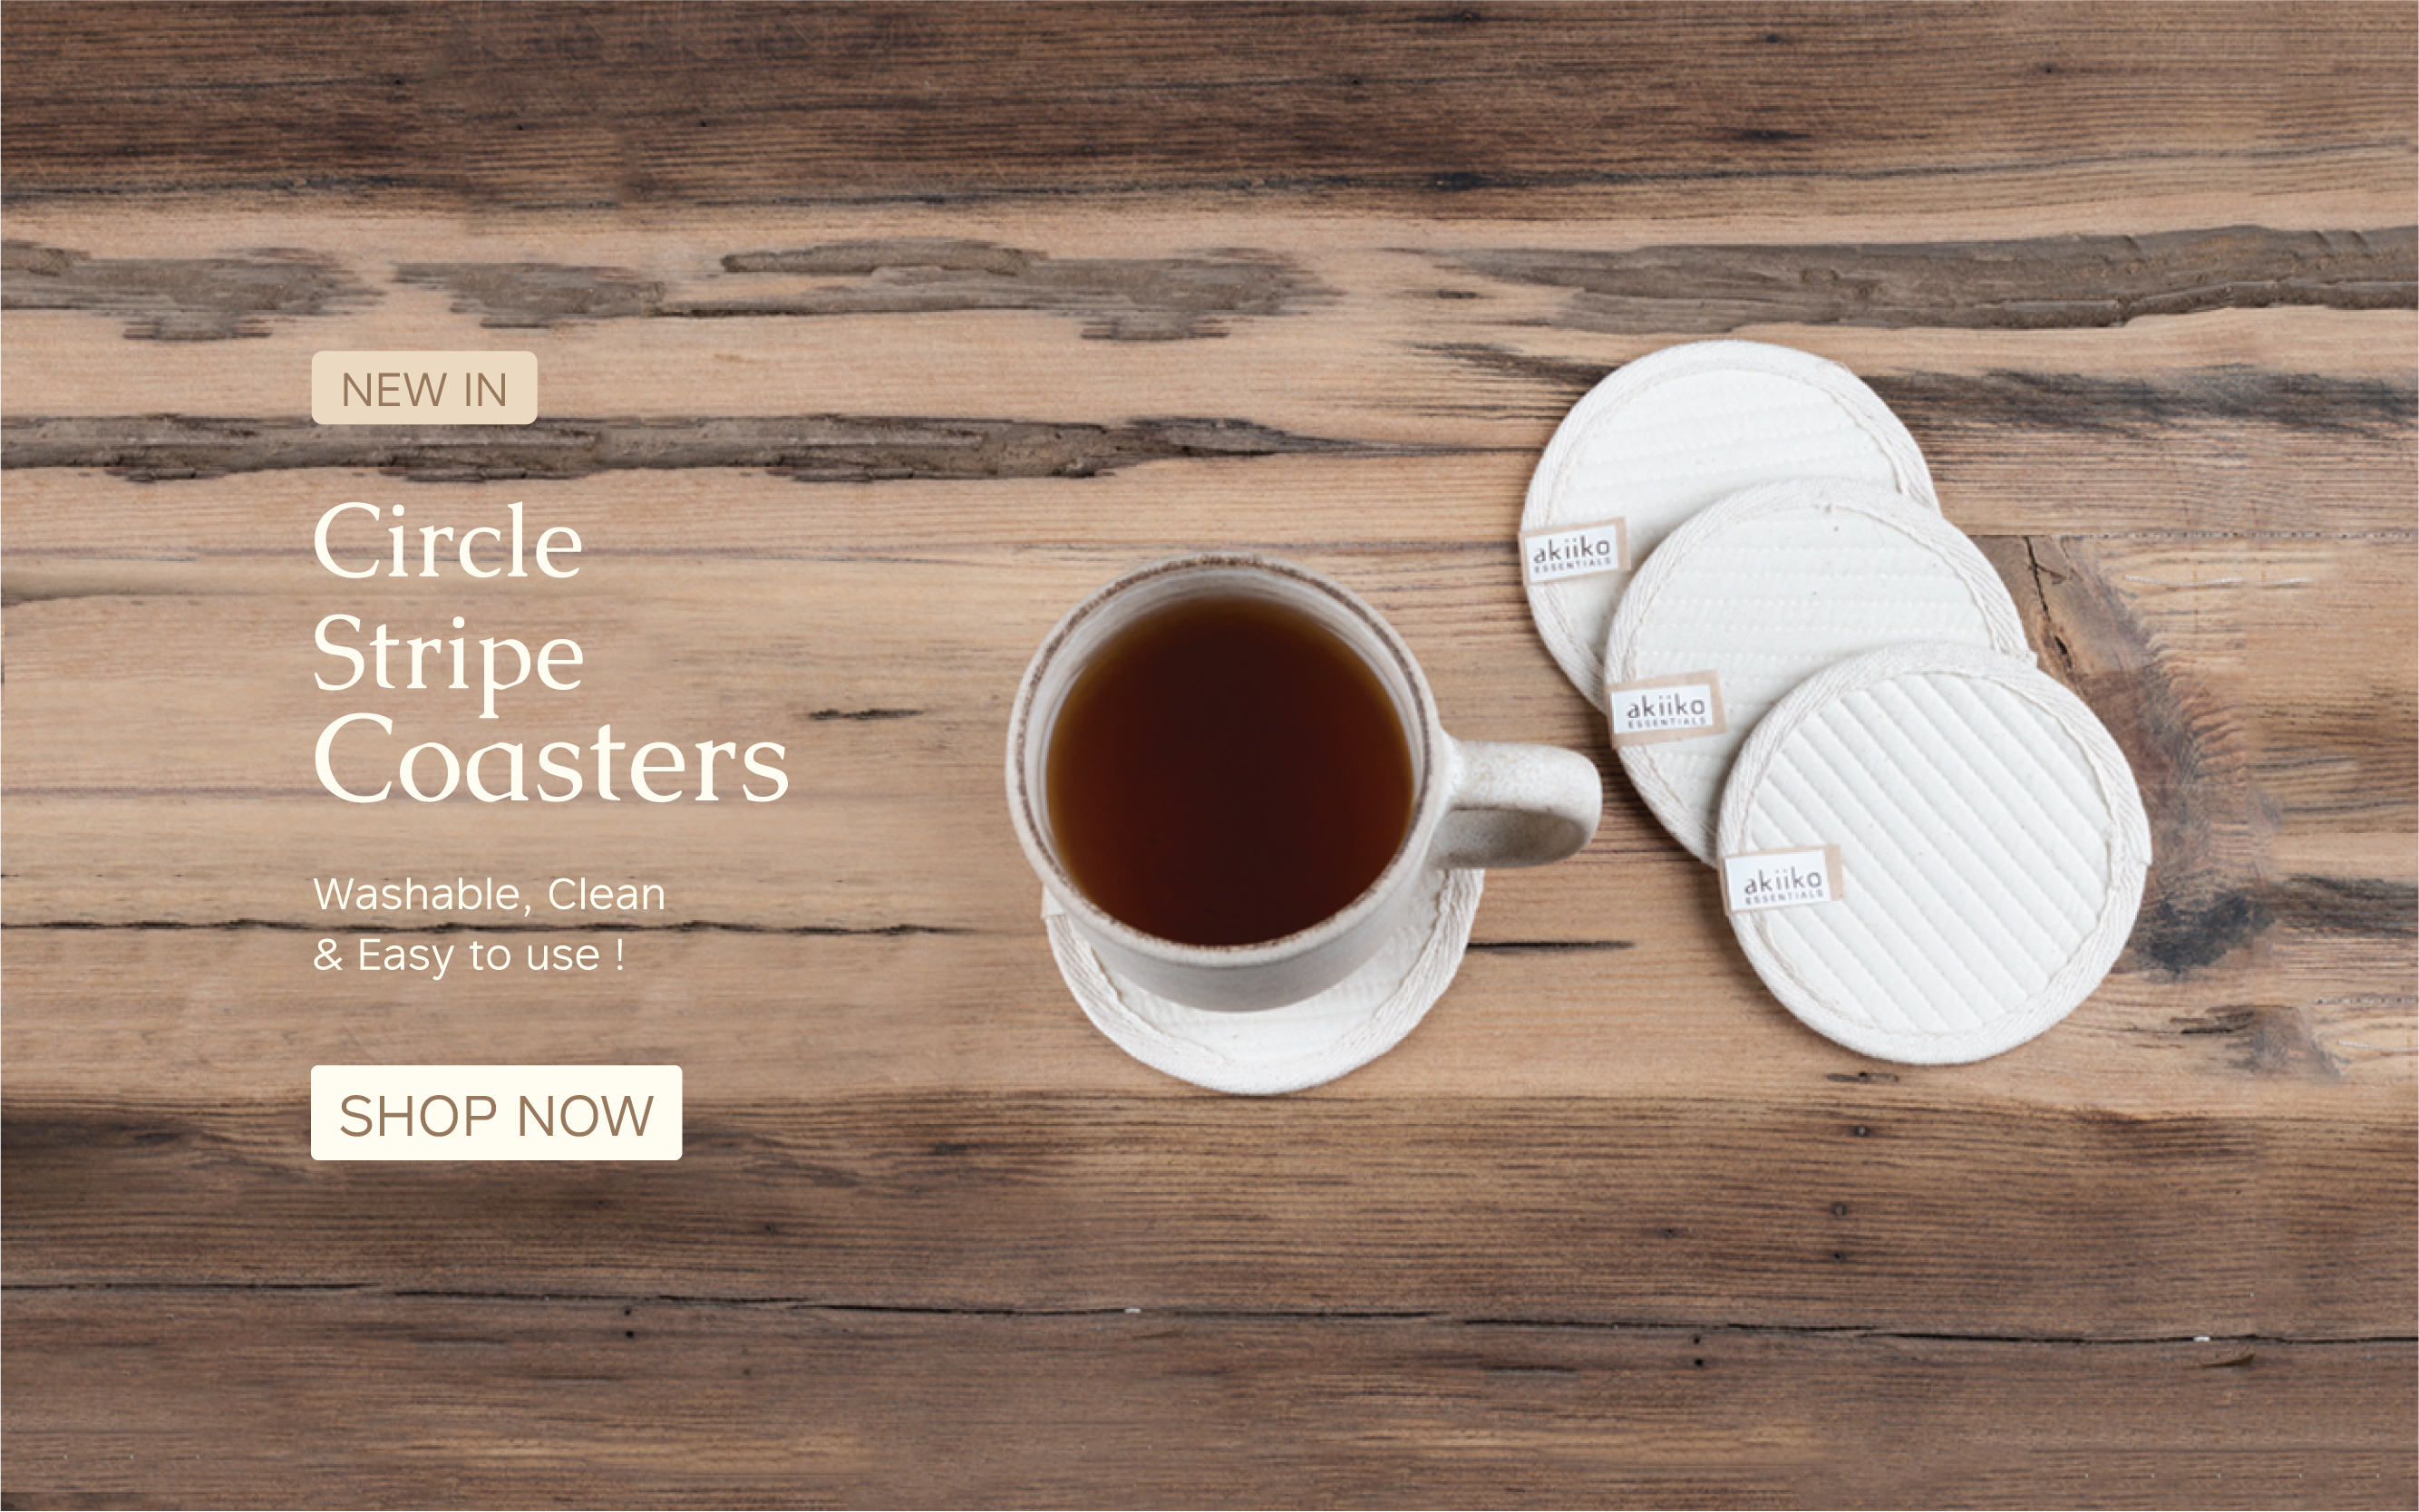 NEW IN
Circle
Stripe
Coasters
Washable, Clean
& Easy to use !
SHOP NOW
akiiko
ESSENTIALS
akiiko
ESSENTIALS
akiiko
ESSENTIALS